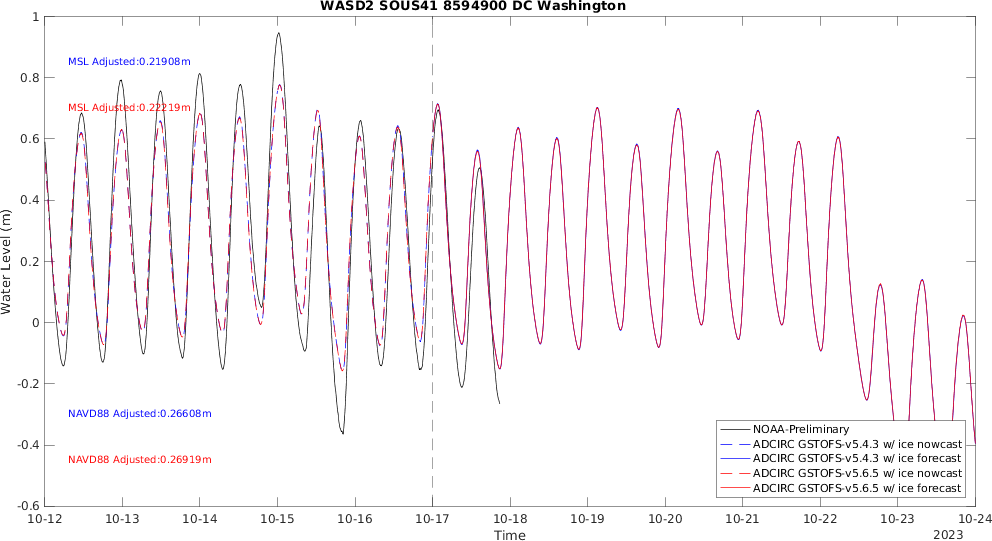 WASD2 SOUS41 8594900 DC Washington
1
0.8
0.6
0.4
0.2
0
-0.2
-0.4
-0.6
Water Level (m)
MSL Adjusted:0.21908m
MSL Adjusted:0.22219m
NAVD88 Adjusted:0.26608m
NAVD88 Adjusted:0.26919m
NOAA-Preliminary
ADCIRC GSTOFS-v5.4.3 w/ ice nowcast
ADCIRC GSTOFS-v5.4.3 w/ ice forecast
ADCIRC GSTOFS-v5.6.5 w/ ice nowcast
ADCIRC GSTOFS-v5.6.5 w/ ice forecast
10-12 10-13 10-14 10-15 10-16 10-17 10-18 10-19 10-20 10-21 10-22 10-23 10-24
Time
2023